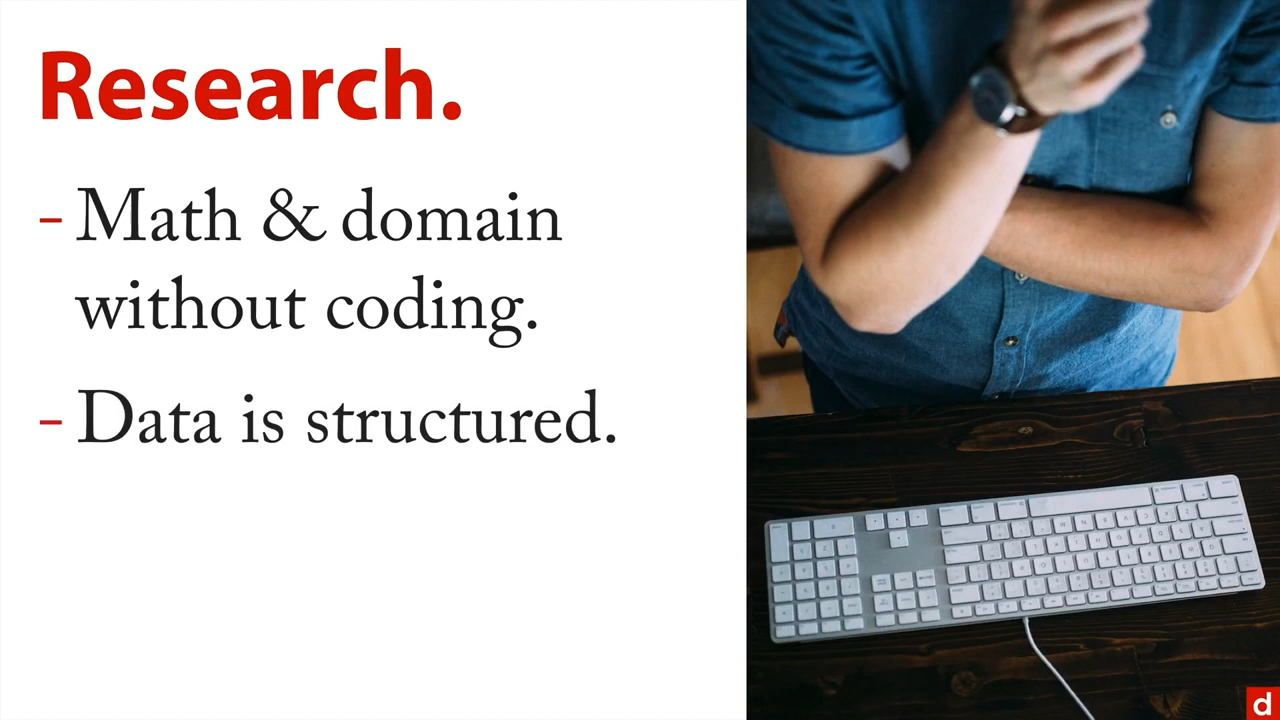 Research.
- Math & domain
without coding.
- Data is structured.
d